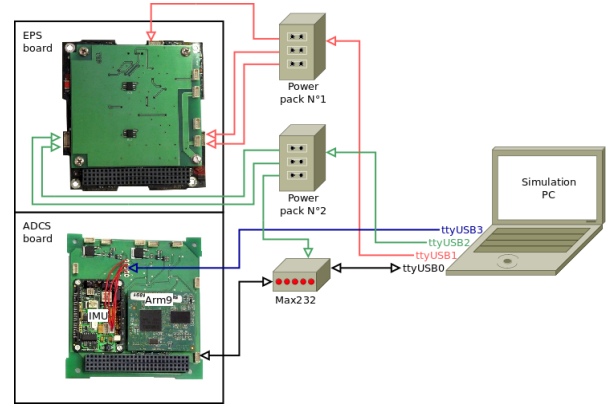 EPS
board
Power
pack N°1
Power
pack N°2
Simulation
PC
ADCS
board
ttyUSB3
ttyUSB2
ttyUSB1
ttyUSB0
Arm9
IMU
Max232